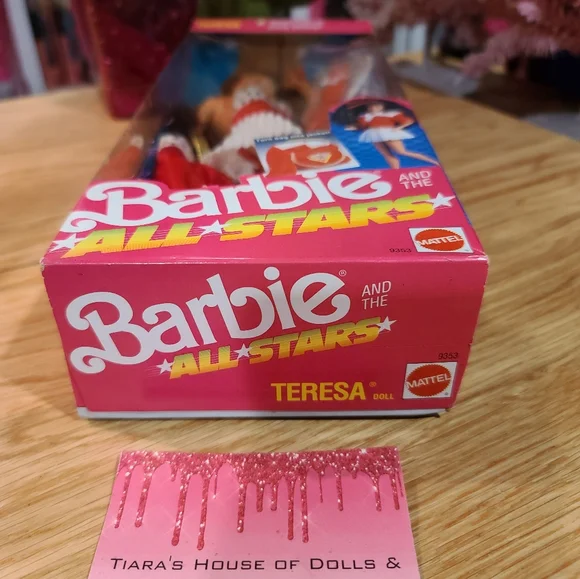 Barbie AND THE
ALL★STARS
9353 MATTEL
Barbie® AND THE
ALL★STARS
9353
TERESA® DOLL MATTEL
TIARA'S HOUSE OF DOLLS &